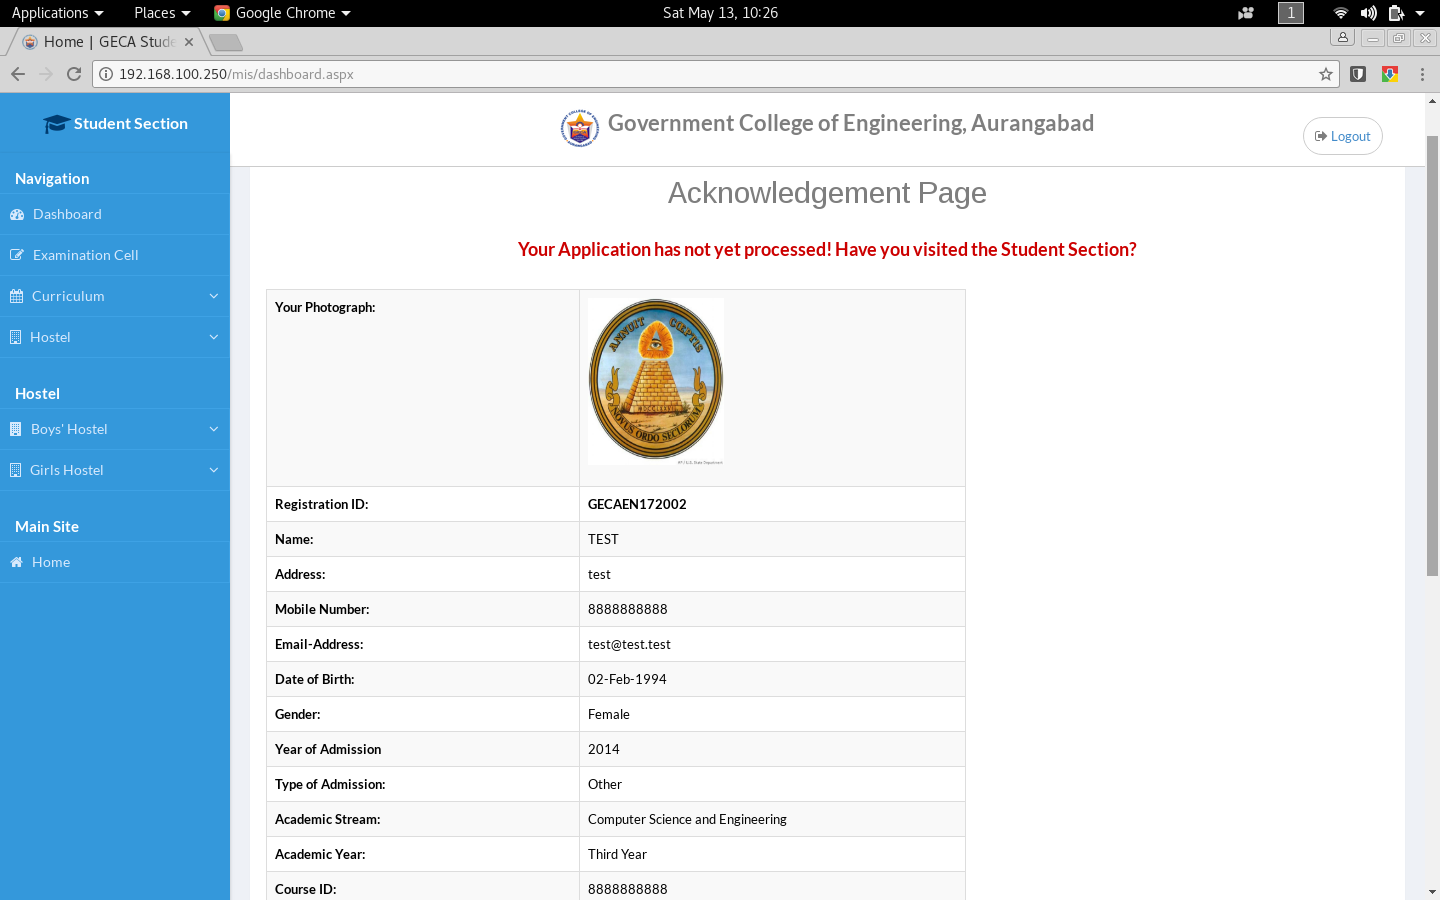 Applications Places Google Chrome Sat May 13, 10:26 1
Home | GECA Stude
192.168.100.250/mis/dashboard.aspx
Student Section
Government College of Engineering, Aurangabad
Logout
Navigation
Dashboard
Examination Cell
Curriculum
Hostel
Hostel
Boys' Hostel
Girls Hostel
Main Site
Home
Acknowledgement Page
Your Application has not yet processed! Have you visited the Student Section?
Your Photograph:
ANNUIT CŒPTIS
NOVUS ORDO SECLORUM
Registration ID: GECAEN172002
Name: TEST
Address: test
Mobile Number: 8888888888
Email-Address: test@test.test
Date of Birth: 02-Feb-1994
Gender: Female
Year of Admission 2014
Type of Admission: Other
Academic Stream: Computer Science and Engineering
Academic Year: Third Year
Course ID: 8888888888